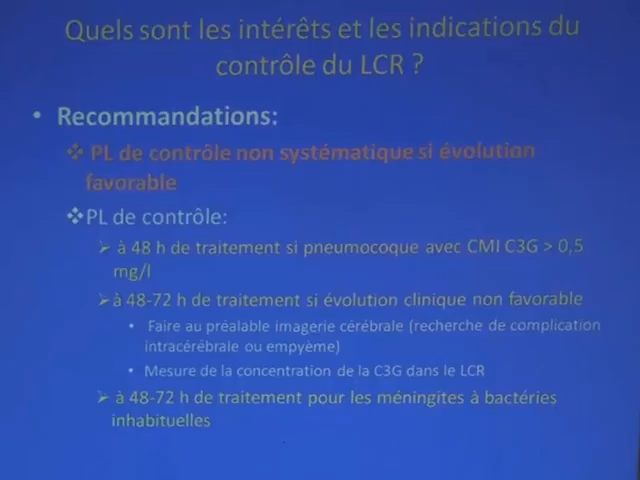 Quels sont les intérêts et les indications du
contrôle du LCR ?
• Recommandations:
❖ PL de contrôle non systématique si évolution
favorable
❖PL de contrôle:
➢ à 48 h de traitement si pneumocoque avec CMI C3G > 0,5
mg/l
➢à 48-72 h de traitement si évolution clinique non favorable
• Faire au préalable imagerie cérébrale (recherche de complication
intracérébrale ou empyème)
• Mesure de la concentration de la C3G dans le LCR
➢ à 48-72 h de traitement pour les méningites à bactéries
inhabituelles